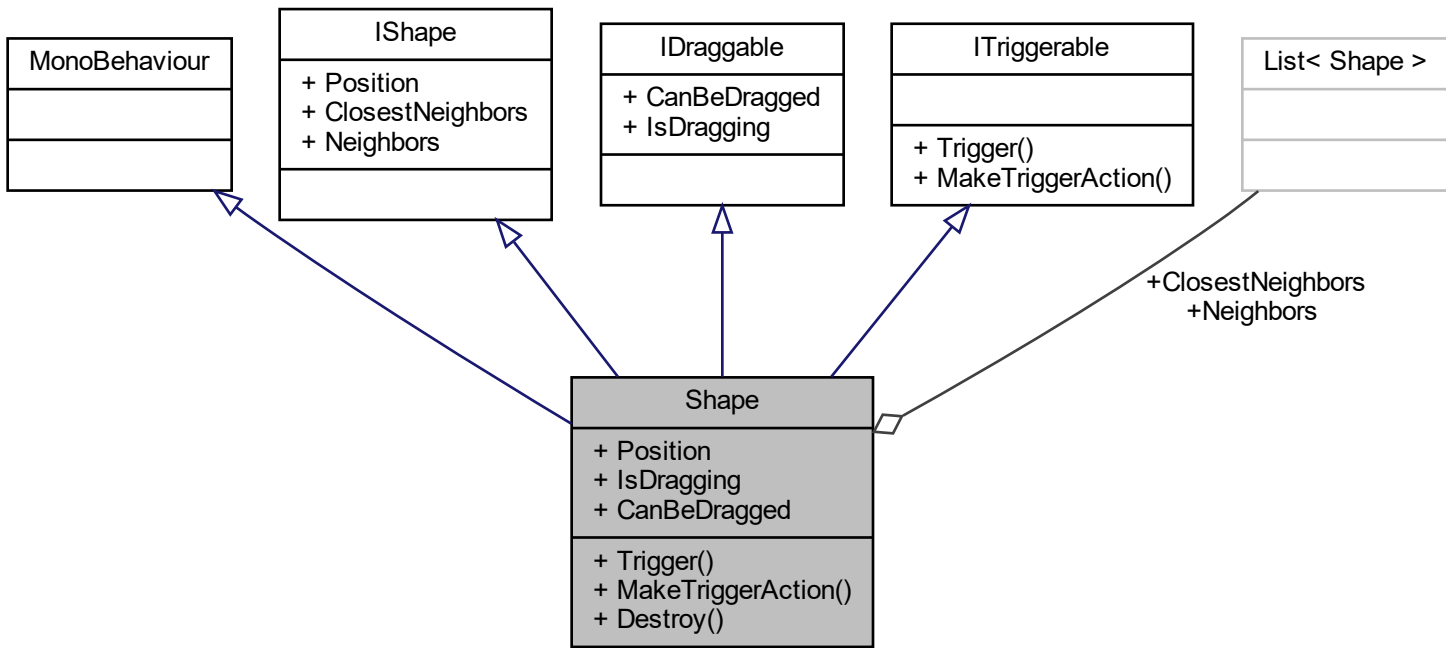 MonoBehaviour
IShape
+ Position
+ ClosestNeighbors
+ Neighbors
IDraggable
+ CanBeDragged
+ IsDragging
ITriggerable
+ Trigger()
+ MakeTriggerAction()
List< Shape >
+ClosestNeighbors
+Neighbors
Shape
+ Position
+ IsDragging
+ CanBeDragged
+ Trigger()
+ MakeTriggerAction()
+ Destroy()